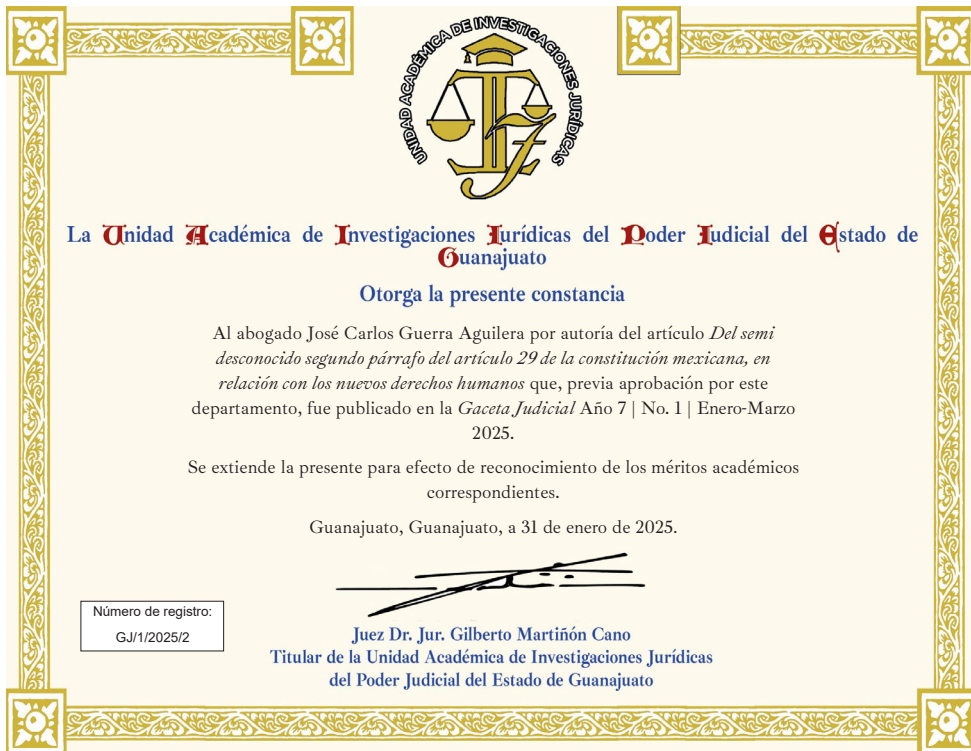 UNIDAD ACADÉMICA DE INVESTIGACIONES JURÍDICAS
La Unidad Académica de Investigaciones Jurídicas del Poder Judicial del Estado de
Guanajuato
Otorga la presente constancia
Al abogado José Carlos Guerra Aguilera por autoría del artículo Del semi
desconocido segundo párrafo del artículo 29 de la constitución mexicana, en
relación con los nuevos derechos humanos que, previa aprobación por este
departamento, fue publicado en la Gaceta Judicial Año 7 | No. 1 | Enero-Marzo
2025.
Se extiende la presente para efecto de reconocimiento de los méritos académicos
correspondientes.
Guanajuato, Guanajuato, a 31 de enero de 2025.
Número de registro:
GJ/1/2025/2
Juez Dr. Jur. Gilberto Martiñón Cano
Titular de la Unidad Académica de Investigaciones Jurídicas
del Poder Judicial del Estado de Guanajuato